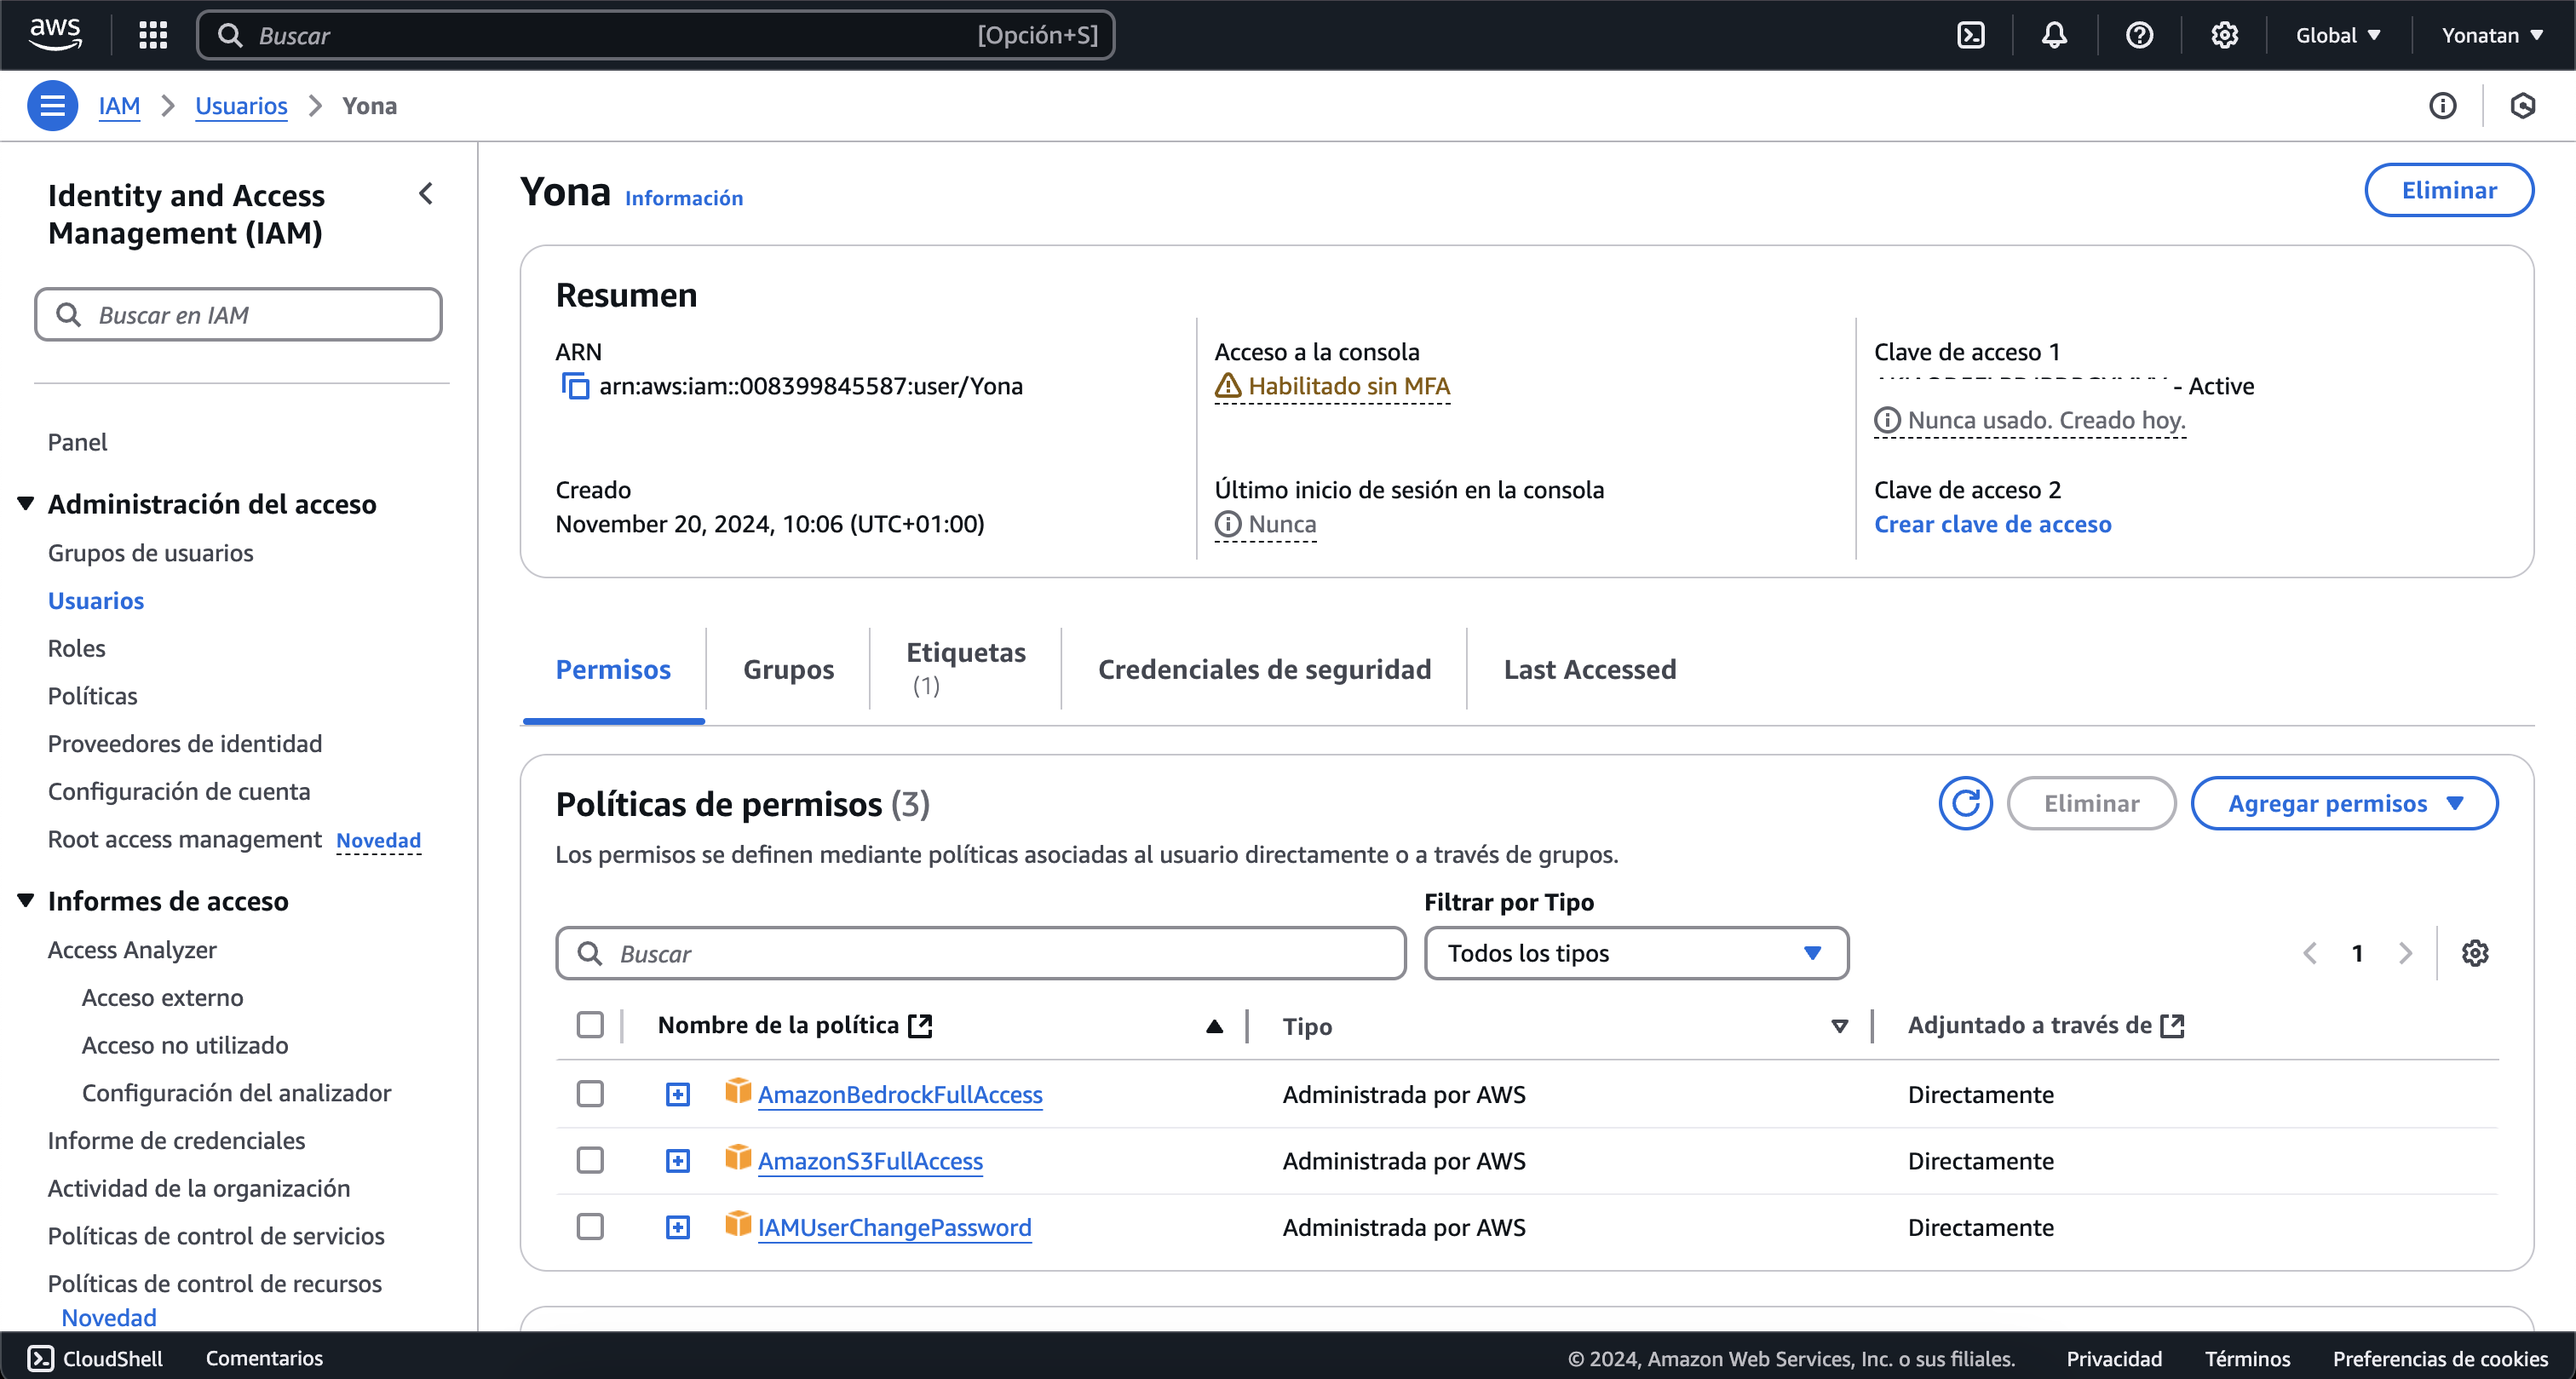 aws
Buscar
[Opción+S]
Global
Yonatan
IAM
Usuarios
Yona
Identity and Access
Management (IAM)
Buscar en IAM
Panel
Administración del acceso
Grupos de usuarios
Usuarios
Roles
Políticas
Proveedores de identidad
Configuración de cuenta
Root access management Novedad
Informes de acceso
Access Analyzer
Acceso externo
Acceso no utilizado
Configuración del analizador
Informe de credenciales
Actividad de la organización
Políticas de control de servicios
Políticas de control de recursos
Novedad
Yona Información
Eliminar
Resumen
ARN
arn:aws:iam::008399845587:user/Yona
Creado
November 20, 2024, 10:06 (UTC+01:00)
Acceso a la consola
Habilitado sin MFA
Último inicio de sesión en la consola
Nunca
Clave de acceso 1
- Active
Nunca usado. Creado hoy.
Clave de acceso 2
Crear clave de acceso
Permisos
Grupos
Etiquetas
(1)
Credenciales de seguridad
Last Accessed
Políticas de permisos (3)
Eliminar
Agregar permisos
Los permisos se definen mediante políticas asociadas al usuario directamente o a través de grupos.
Filtrar por Tipo
Buscar
Todos los tipos
1
Nombre de la política
Tipo
Adjuntado a través de
AmazonBedrockFullAccess
Administrada por AWS
Directamente
AmazonS3FullAccess
Administrada por AWS
Directamente
IAMUserChangePassword
Administrada por AWS
Directamente
CloudShell
Comentarios
© 2024, Amazon Web Services, Inc. o sus filiales.
Privacidad
Términos
Preferencias de cookies